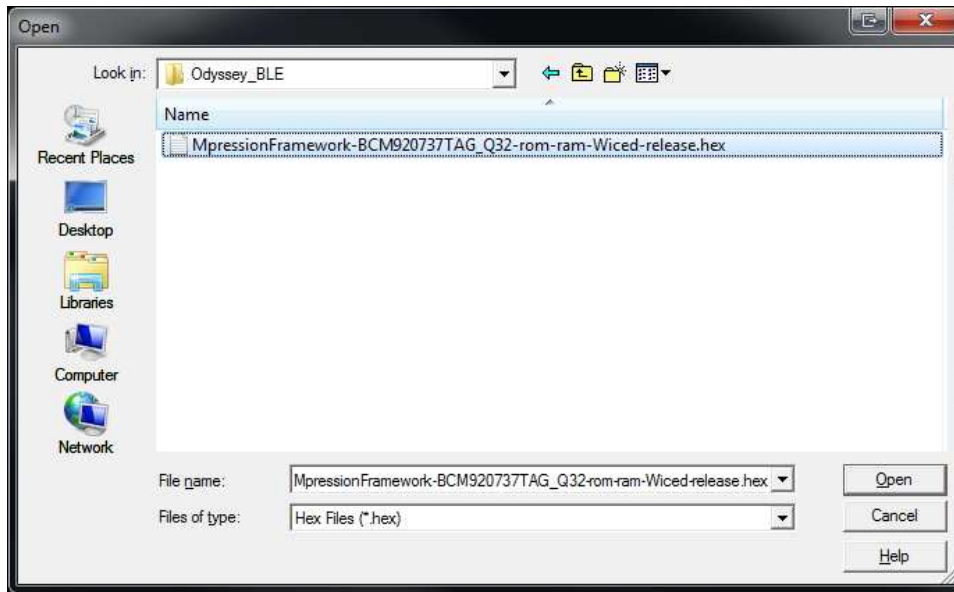 Open
Look in:
Odyssey_BLE
Name
MpressionFramework-BCM920737TAG_Q32-rom-ram-Wiced-release.hex
Recent Places
Desktop
Libraries
Computer
Network
File name:
MpressionFramework-BCM920737TAG_Q32-rom-ram-Wiced-release.hex
Open
Files of type:
Hex Files (*.hex)
Cancel
Help